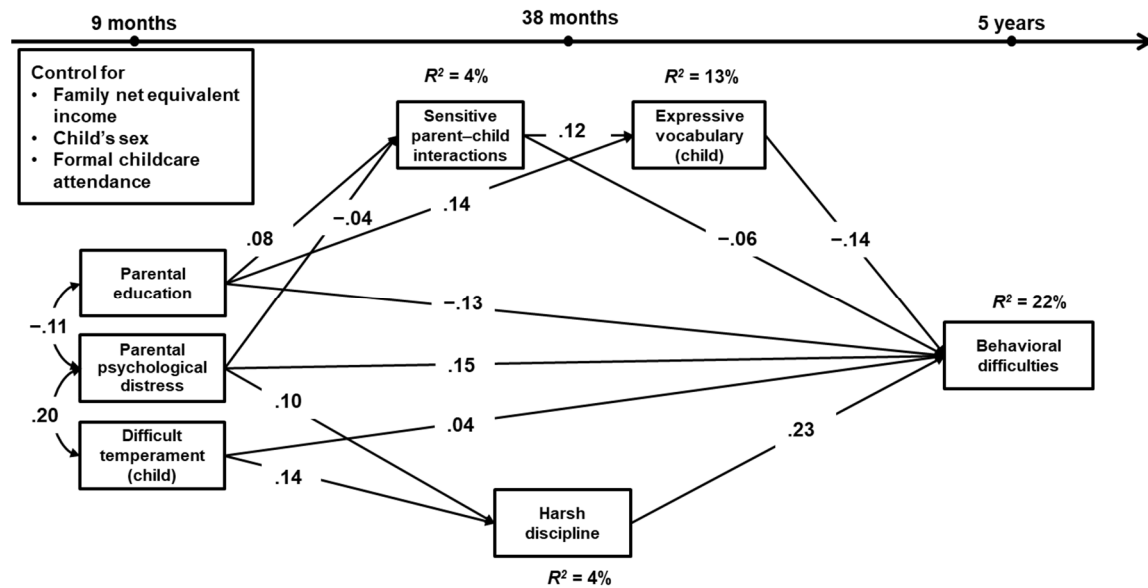 9 months
38 months
5 years
Control for
• Family net equivalent
income
• Child's sex
• Formal childcare
attendance
R² = 4%
R² = 13%
Sensitive
parent–child
interactions
.12
Expressive
vocabulary
(child)
.14
−.04
.08
−.06
−.14
Parental
education
−.13
R² = 22%
−.11
Parental
psychological
distress
.15
Behavioral
difficulties
.10
.20
.04
.23
Difficult
temperament
(child)
.14
Harsh
discipline
R² = 4%